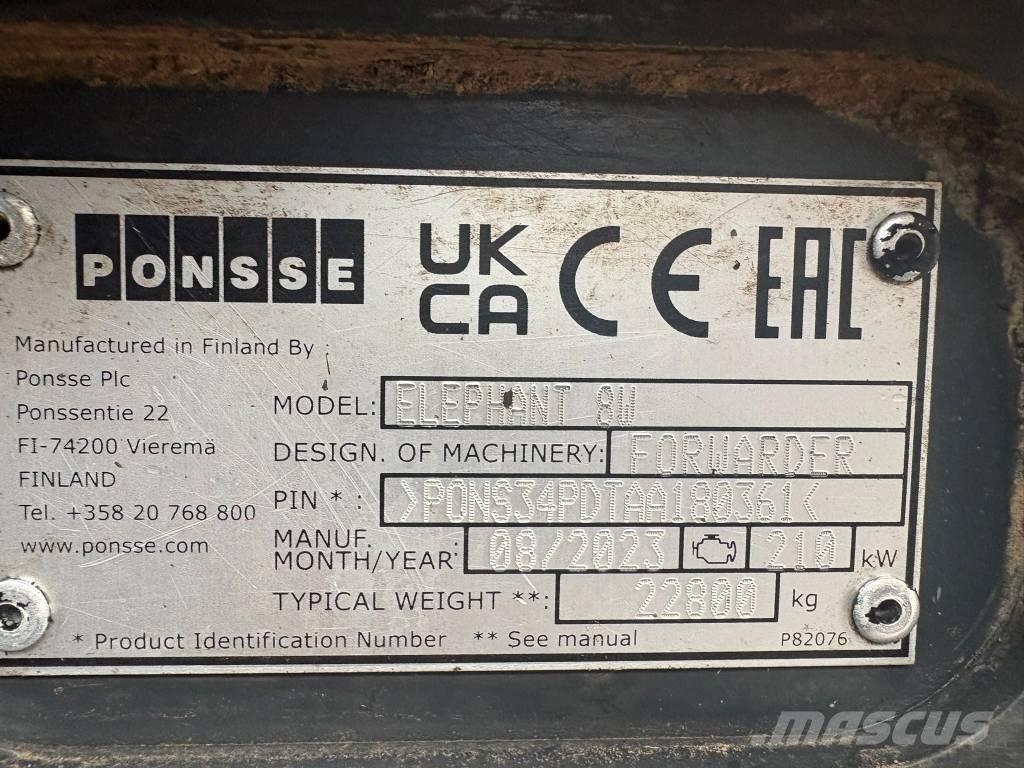 PONSSE
UK
CA
CE
EAC
Manufactured in Finland By :
Ponsse Plc
Ponssentie 22
FI-74200 Vieremä
FINLAND
Tel. +358 20 768 800
www.ponsse.com
MODEL: ELEPHANT 8W
DESIGN. OF MACHINERY: FORWARDER
PIN * : >PONS34PDTAA180361<
MANUF. MONTH/YEAR : 08/2023 210 kW
TYPICAL WEIGHT **: 22800 kg
* Product Identification Number ** See manual P82076
MASCUS